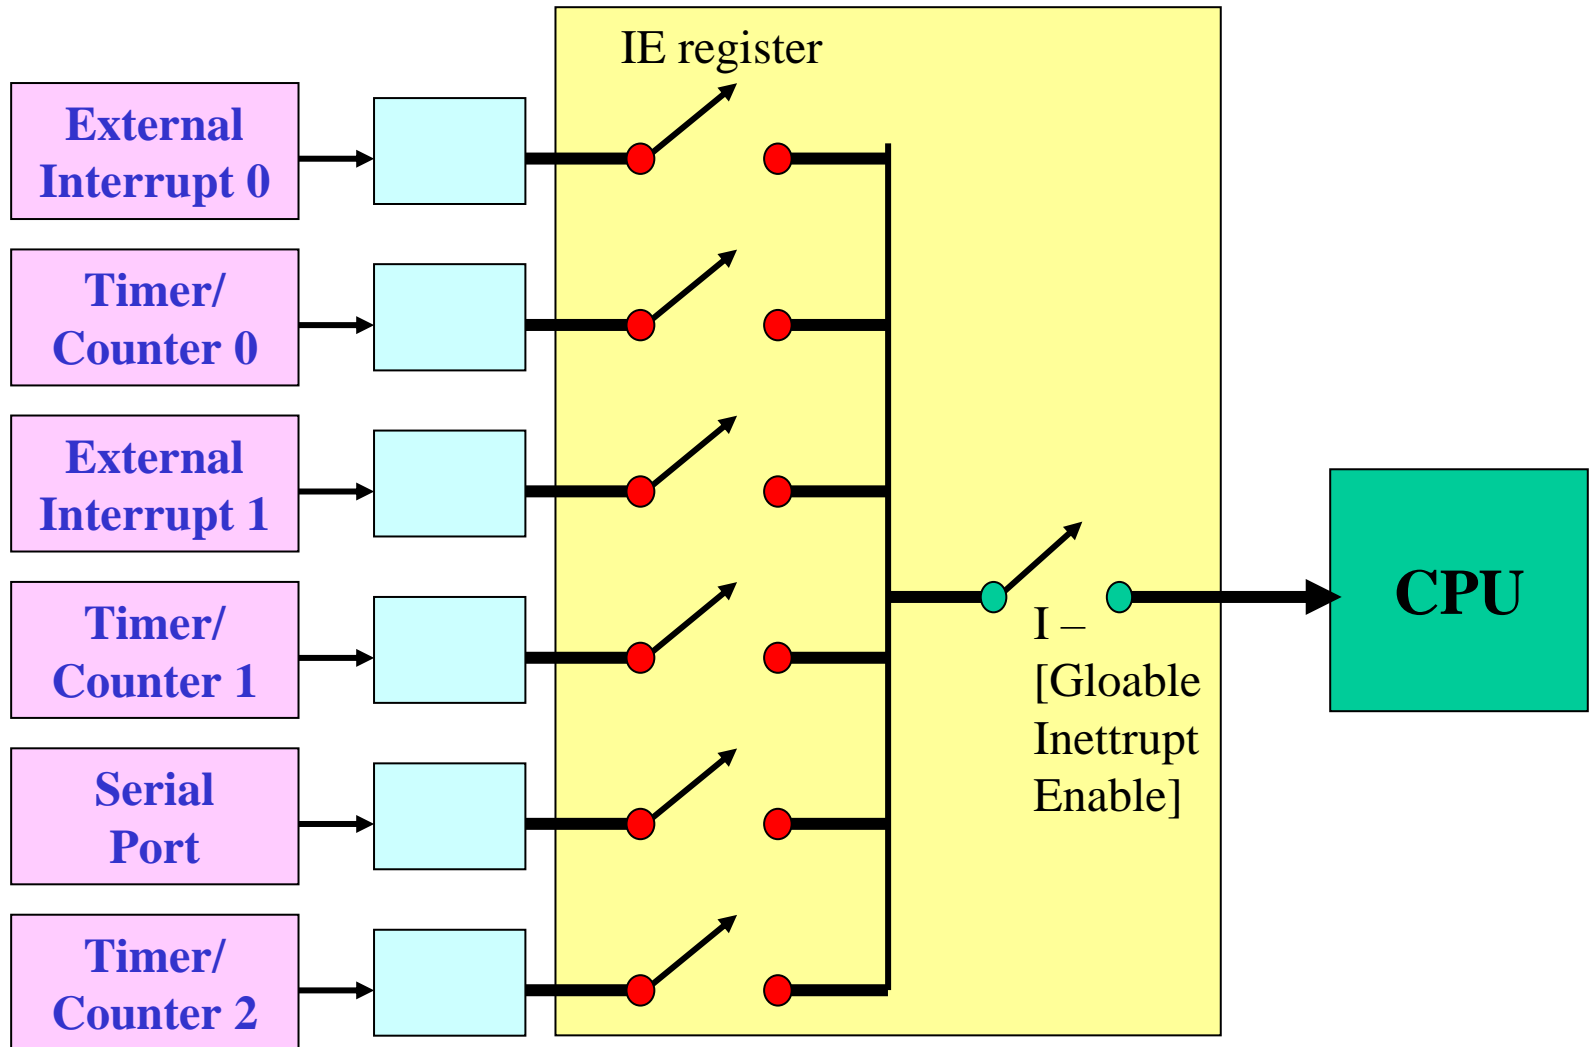 IE register
External
Interrupt 0
Timer/
Counter 0
External
Interrupt 1
Timer/
Counter 1
Serial
Port
Timer/
Counter 2
I –
[Gloable
Inettrupt
Enable]
CPU